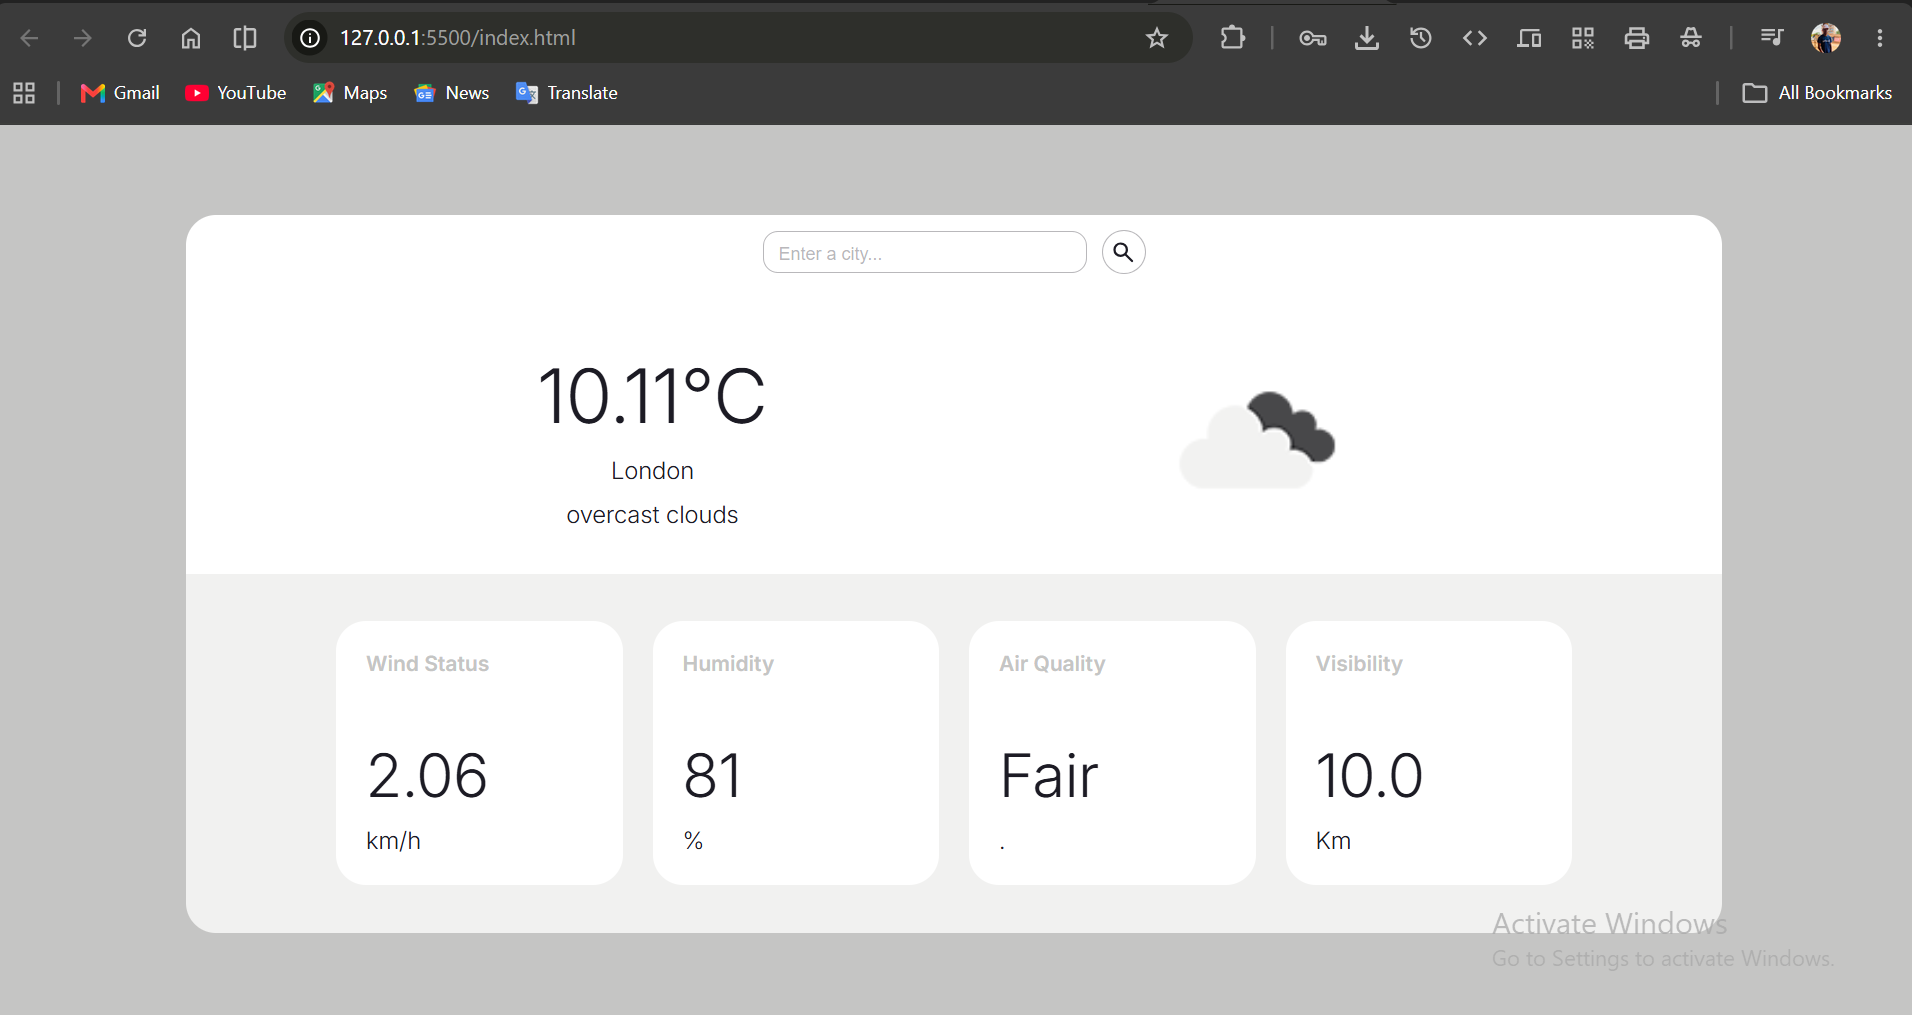 127.0.0.1:5500/index.html
Gmail YouTube Maps News Translate All Bookmarks
Enter a city...
10.11°C
London
overcast clouds
Wind Status
2.06
km/h
Humidity
81
%
Air Quality
Fair
.
Visibility
10.0
Km
Activate Windows
Go to Settings to activate Windows.